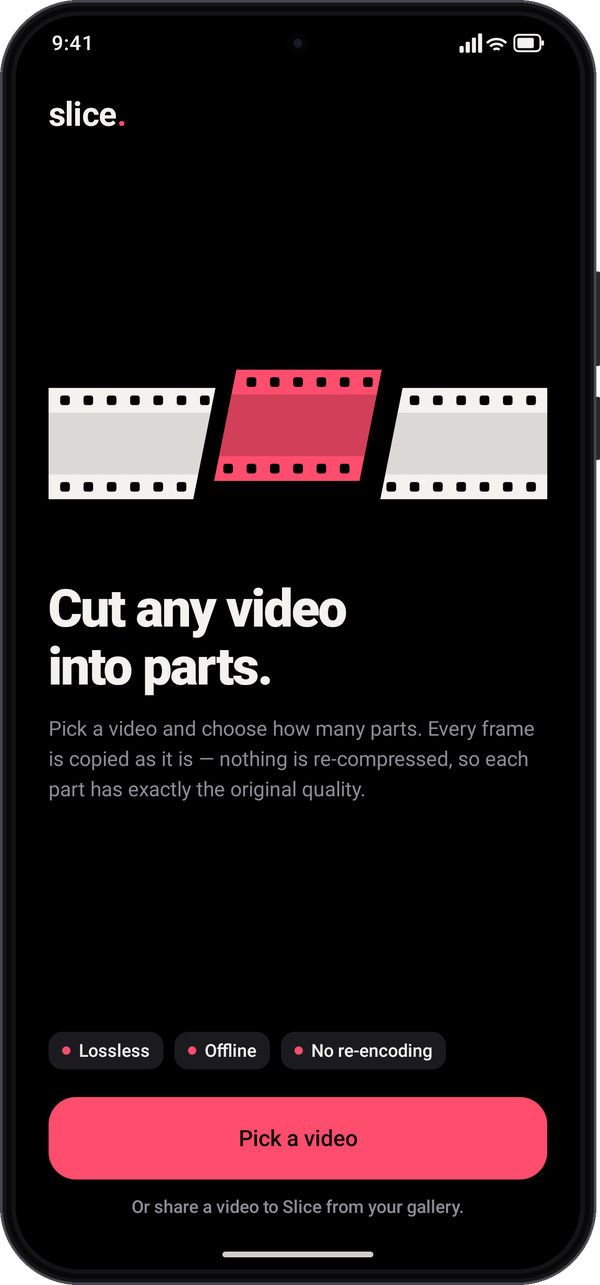 9:41
slice.
Cut any video
into parts.
Pick a video and choose how many parts. Every frame
is copied as it is — nothing is re-compressed, so each
part has exactly the original quality.
Lossless
Offline
No re-encoding
Pick a video
Or share a video to Slice from your gallery.